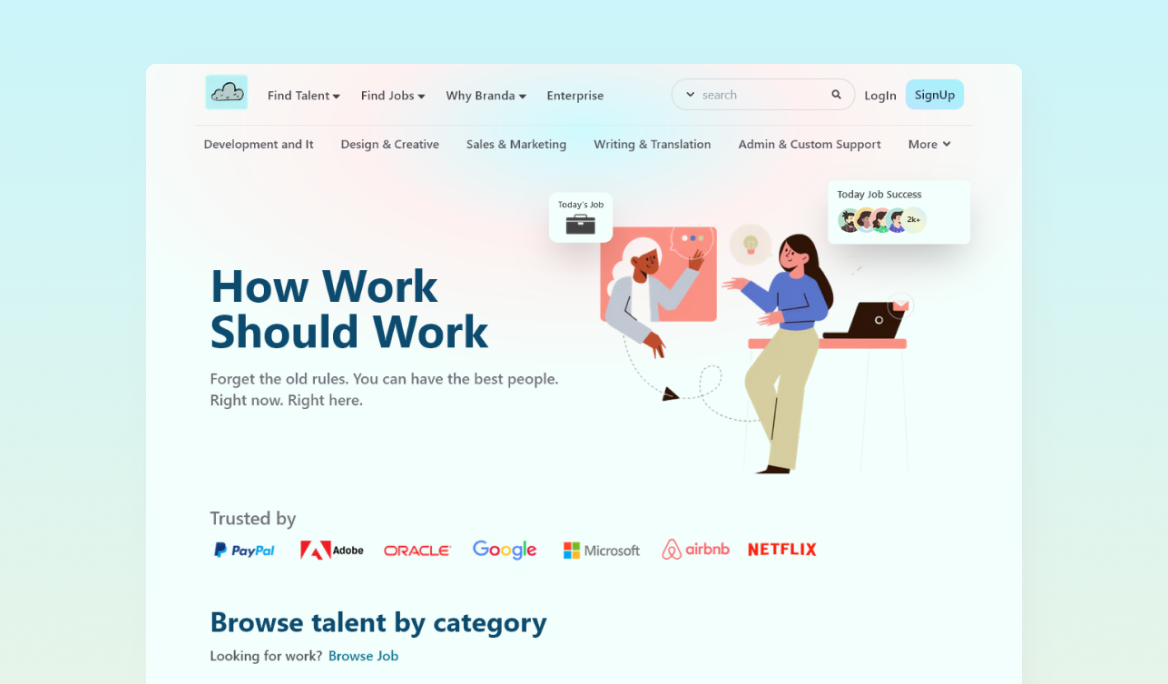 Find Talent
Find Jobs
Why Branda
Enterprise
search
LogIn
SignUp
Development and It
Design & Creative
Sales & Marketing
Writing & Translation
Admin & Custom Support
More
Today's Job
Today Job Success
2k+
How Work
Should Work
Forget the old rules. You can have the best people.
Right now. Right here.
Trusted by
PayPal
Adobe
ORACLE
Google
Microsoft
airbnb
NETFLIX
Browse talent by category
Looking for work? Browse Job